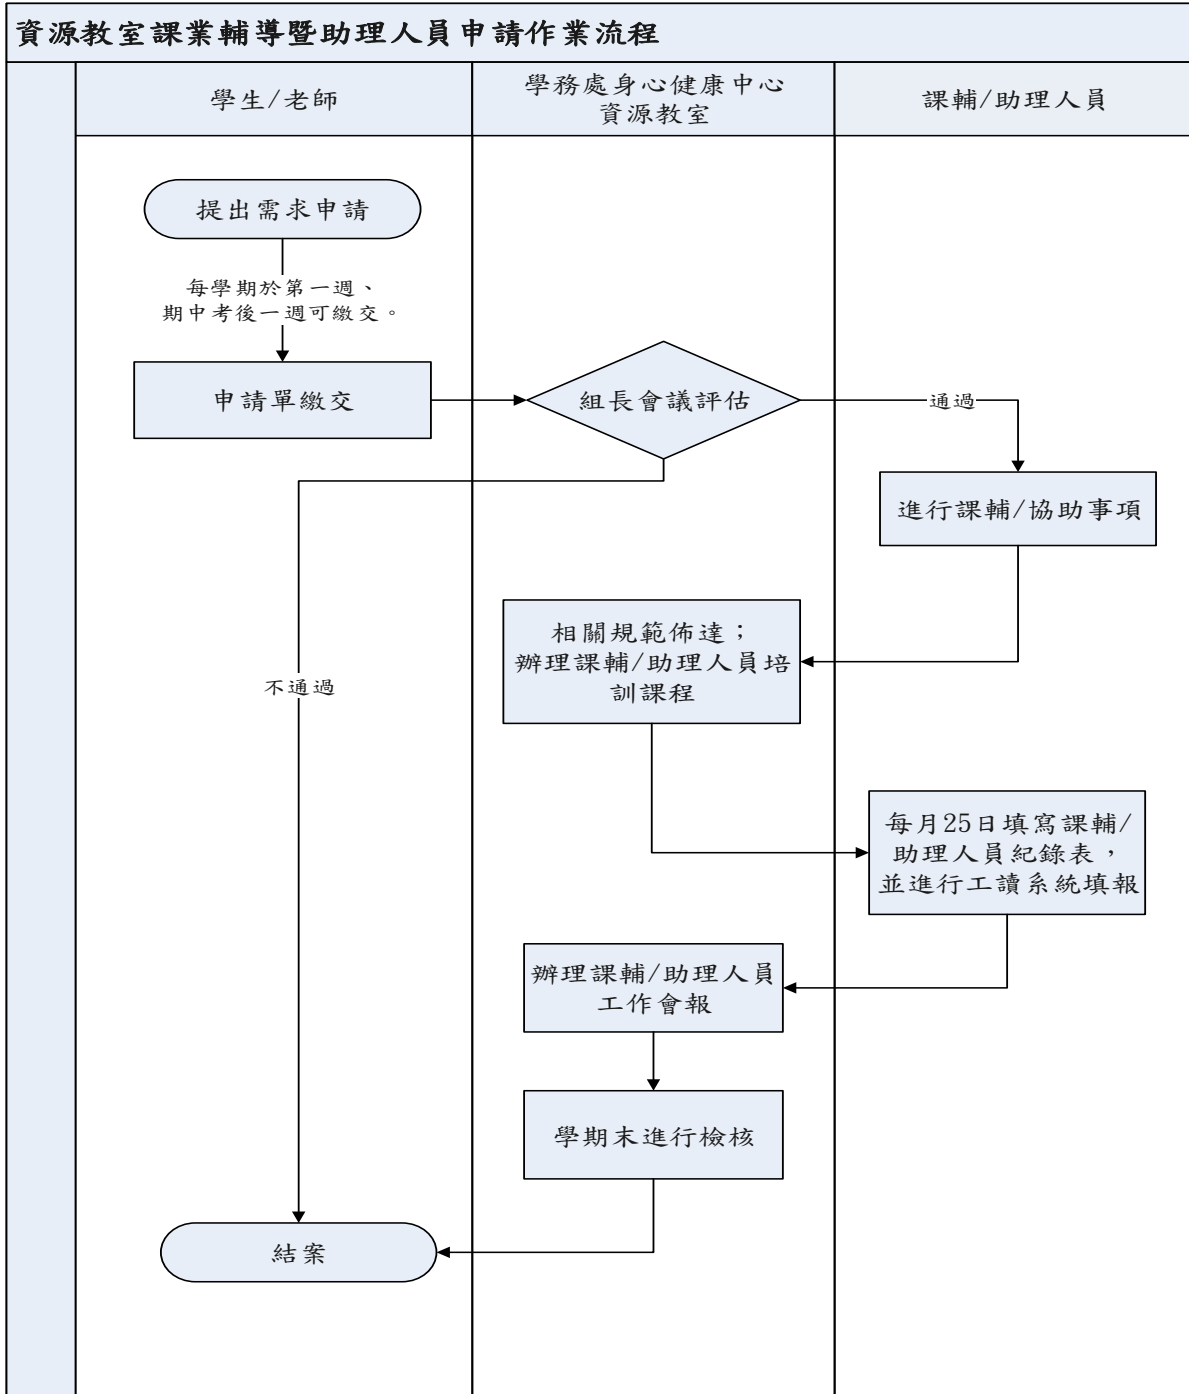 資源教室課業輔導暨助理人員申請作業流程
學生/老師
學務處身心健康中心
資源教室
課輔/助理人員
提出需求申請
每學期於第一週、
期中考後一週可繳交。
申請單繳交
組長會議評估
通過
進行課輔/協助事項
相關規範佈達；
辦理課輔/助理人員培
訓課程
不通過
每月25日填寫課輔/
助理人員紀錄表，
並進行工讀系統填報
辦理課輔/助理人員
工作會報
學期末進行檢核
結案